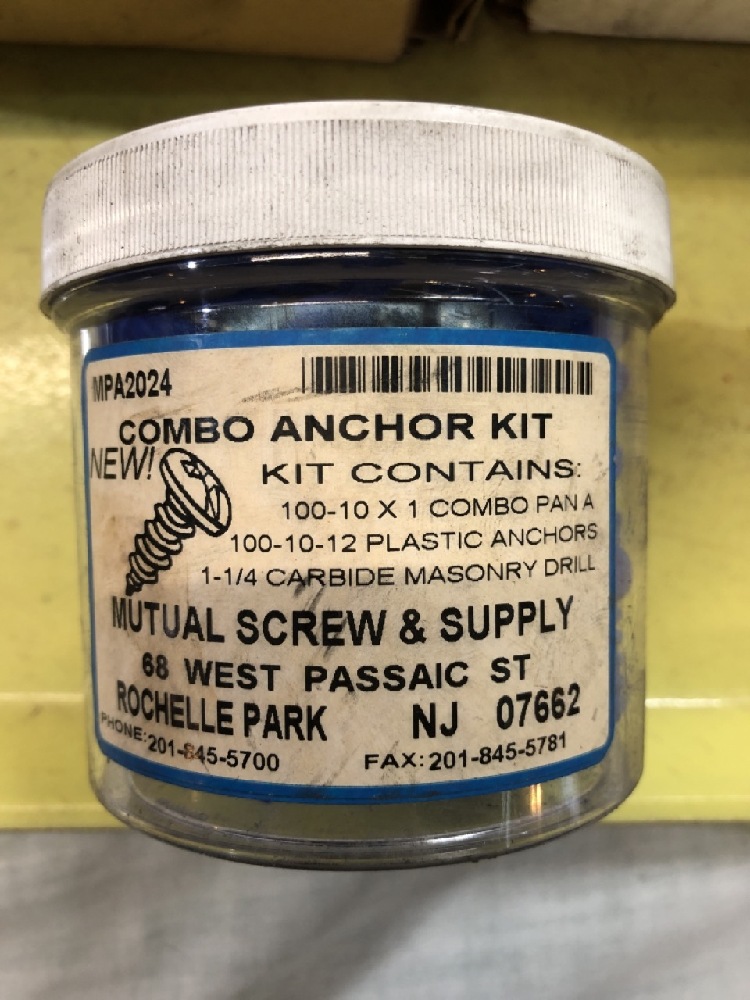 MPA2024
COMBO ANCHOR KIT
NEW!
KIT CONTAINS:
100-10 X 1 COMBO PAN A
100-10-12 PLASTIC ANCHORS
1-1/4 CARBIDE MASONRY DRILL
MUTUAL SCREW & SUPPLY
68 WEST PASSAIC ST
ROCHELLE PARK NJ 07662
PHONE:201-845-5700 FAX:201-845-5781